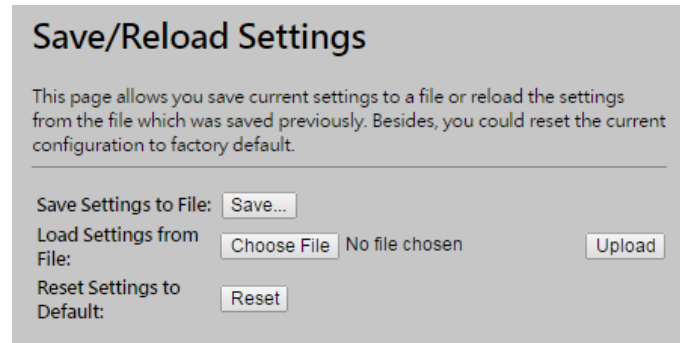 Save/Reload Settings
This page allows you save current settings to a file or reload the settings
from the file which was saved previously. Besides, you could reset the current
configuration to factory default.
Save Settings to File: Save...
Load Settings from
File: Choose File No file chosen Upload
Reset Settings to
Default: Reset